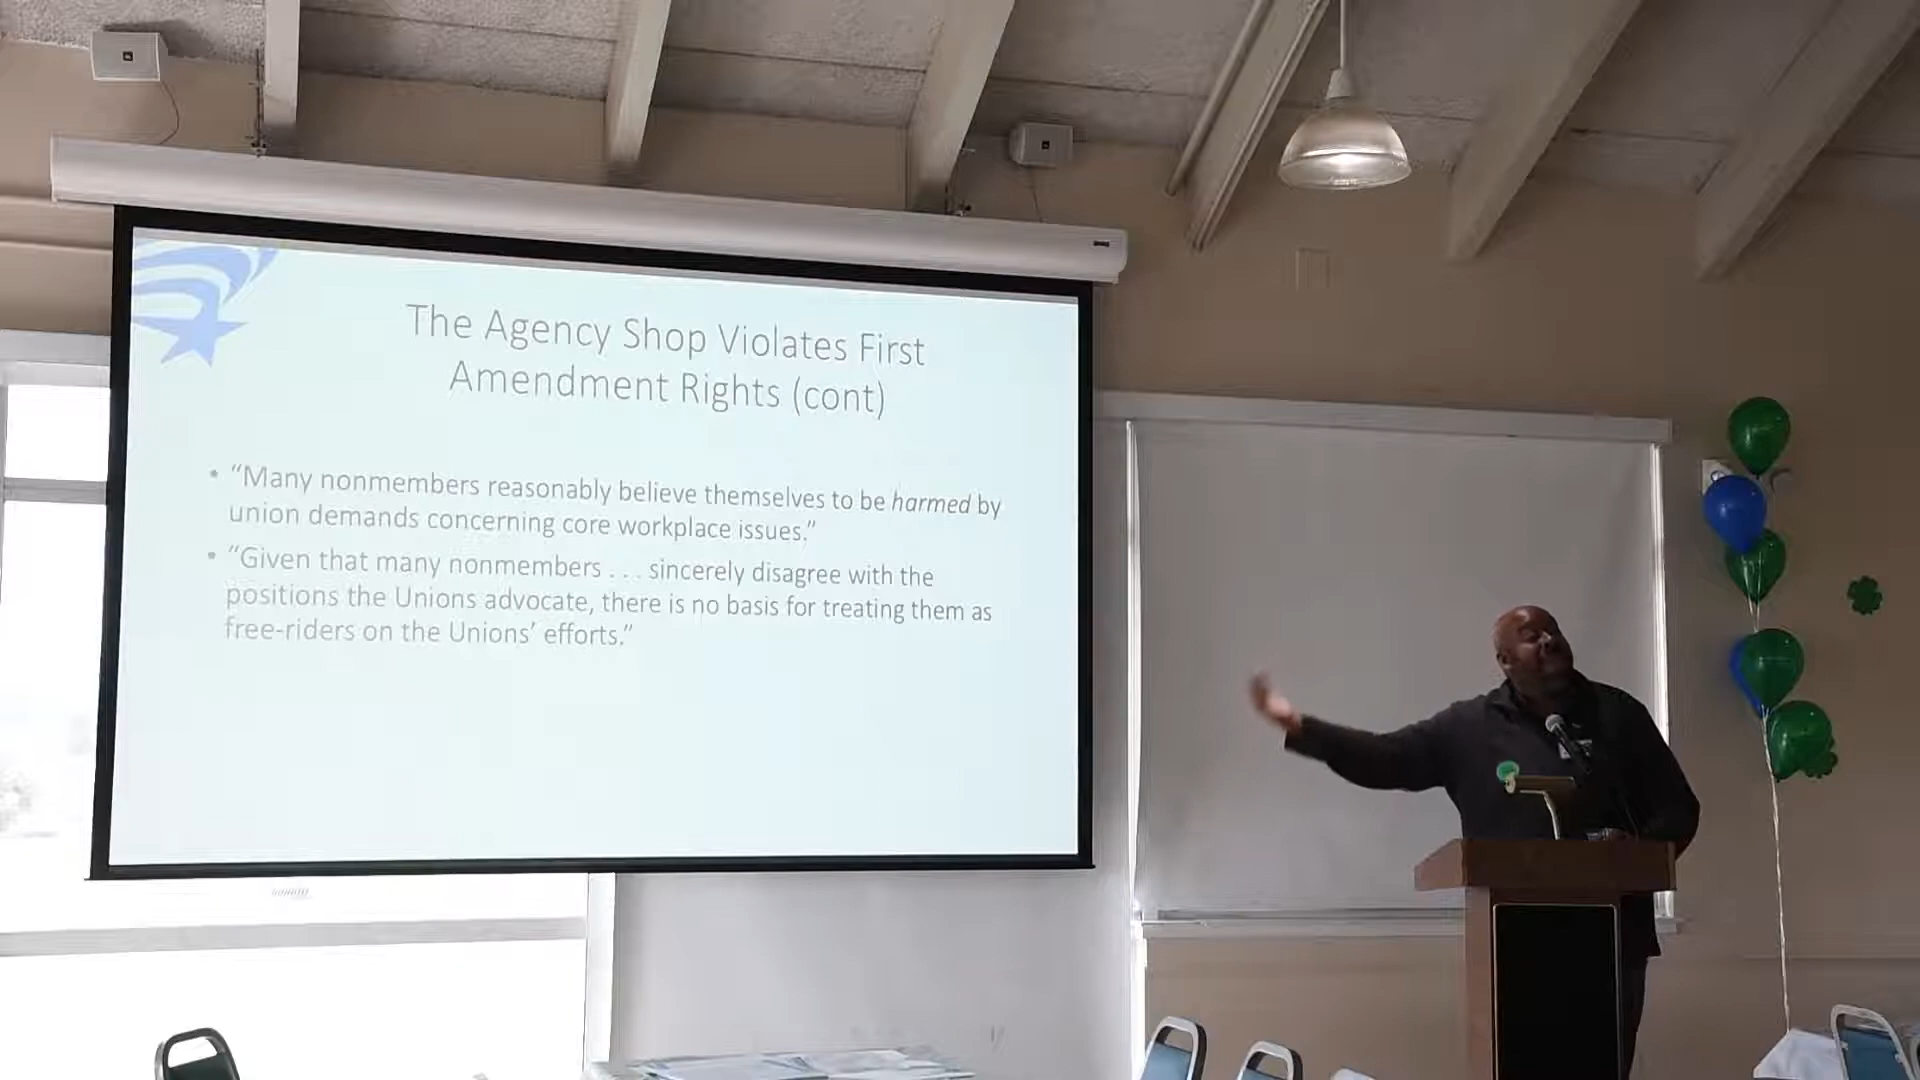 The Agency Shop Violates First
Amendment Rights (cont)
• “Many nonmembers reasonably believe themselves to be harmed by
union demands concerning core workplace issues.”
• “Given that many nonmembers . . . sincerely disagree with the
positions the Unions advocate, there is no basis for treating them as
free-riders on the Unions’ efforts.”